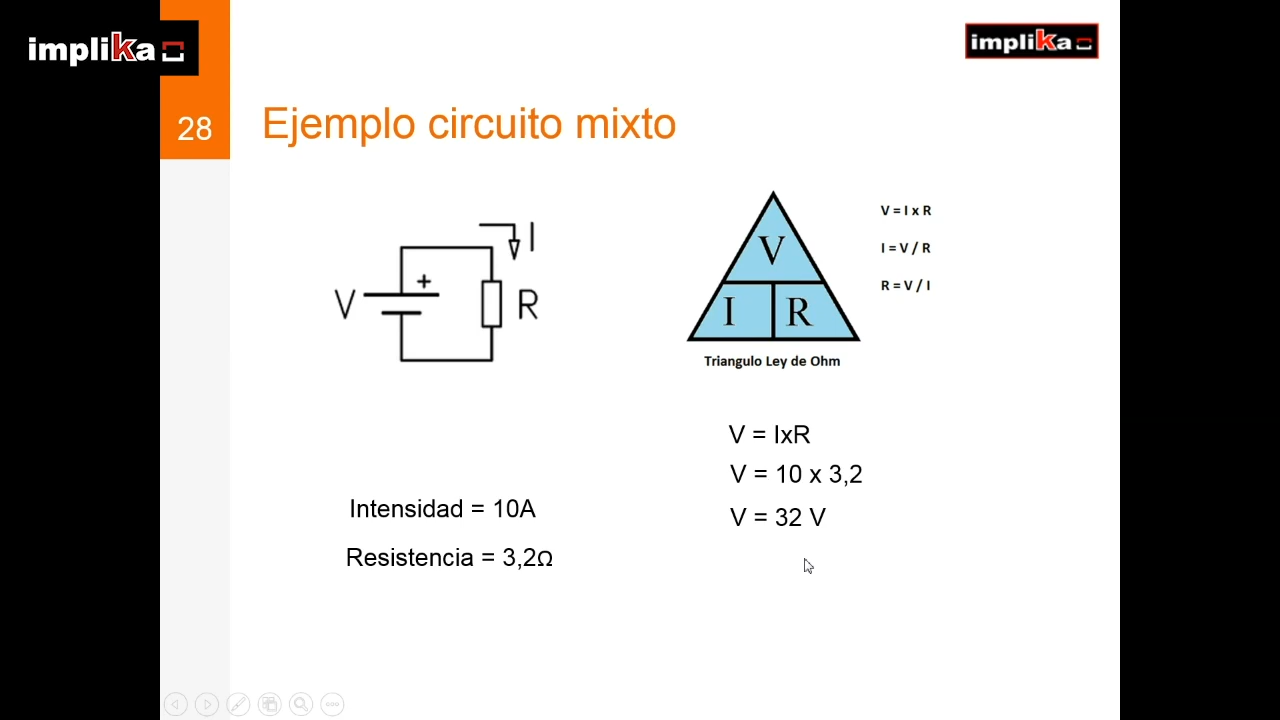 implika
implika
28
Ejemplo circuito mixto
I
+
V
R
V
I R
Triangulo Ley de Ohm
V = I x R
I = V / R
R = V / I
Intensidad = 10A
Resistencia = 3,2Ω
V = IxR
V = 10 x 3,2
V = 32 V